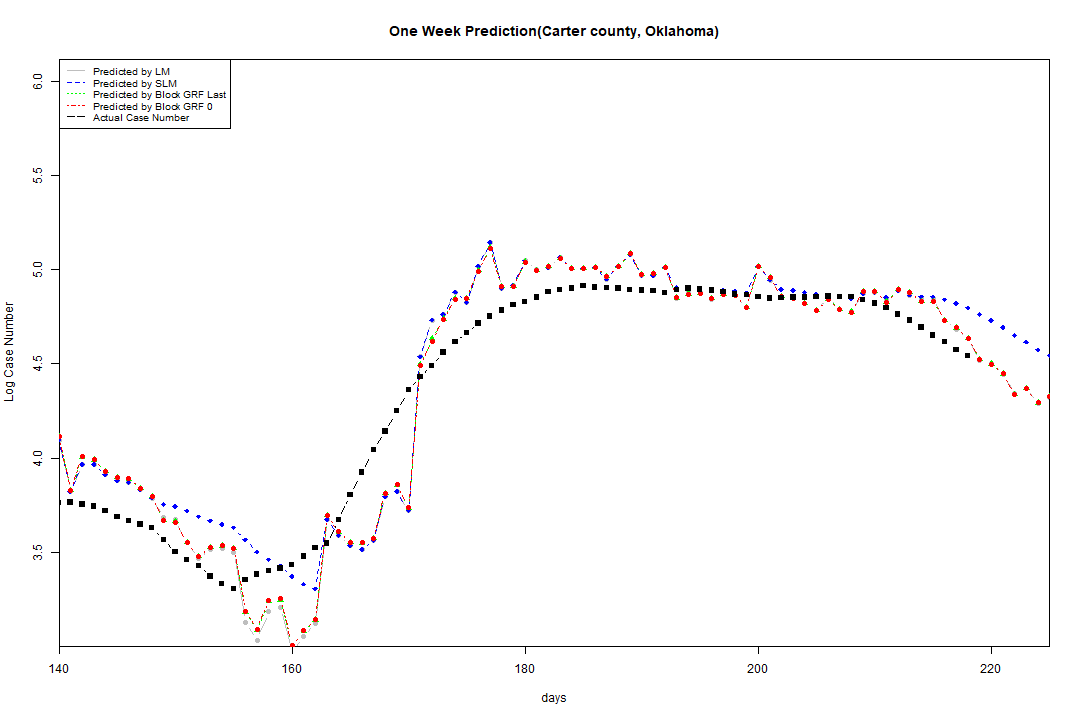 One Week Prediction(Carter county, Oklahoma)
Predicted by LM
Predicted by SLM
Predicted by Block GRF Last
Predicted by Block GRF 0
Actual Case Number
6.0
5.5
5.0
4.5
4.0
3.5
Log Case Number
140 160 180 200 220
days